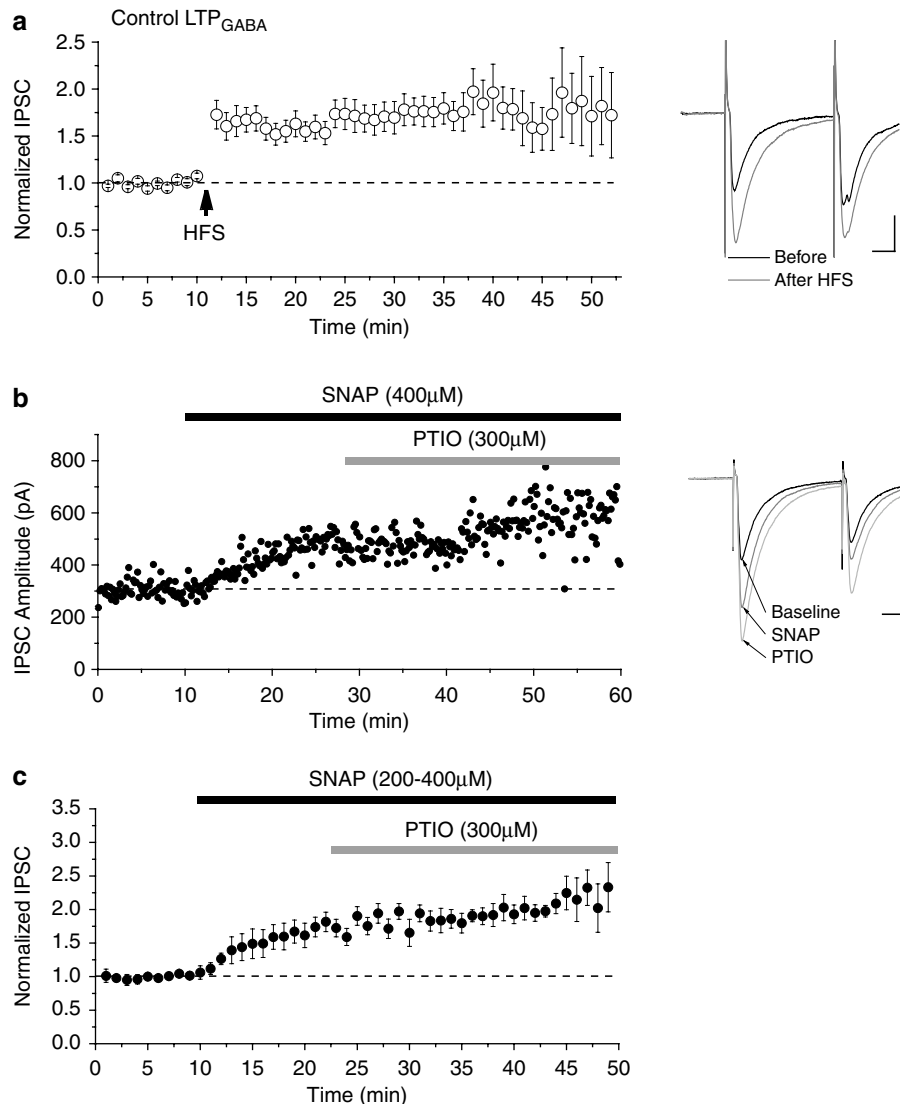 a
Control LTP GABA
Normalized IPSC
2.5
2.0
1.5
1.0
0.5
0.0
HFS
0 5 10 15 20 25 30 35 40 45 50
Time (min)
Before
After HFS
b
SNAP (400μM)
PTIO (300μM)
IPSC Amplitude (pA)
800
600
400
200
0
0 10 20 30 40 50 60
Time (min)
Baseline
SNAP
PTIO
c
SNAP (200-400μM)
PTIO (300μM)
Normalized IPSC
3.5
3.0
2.5
2.0
1.5
1.0
0.5
0.0
0 5 10 15 20 25 30 35 40 45 50
Time (min)